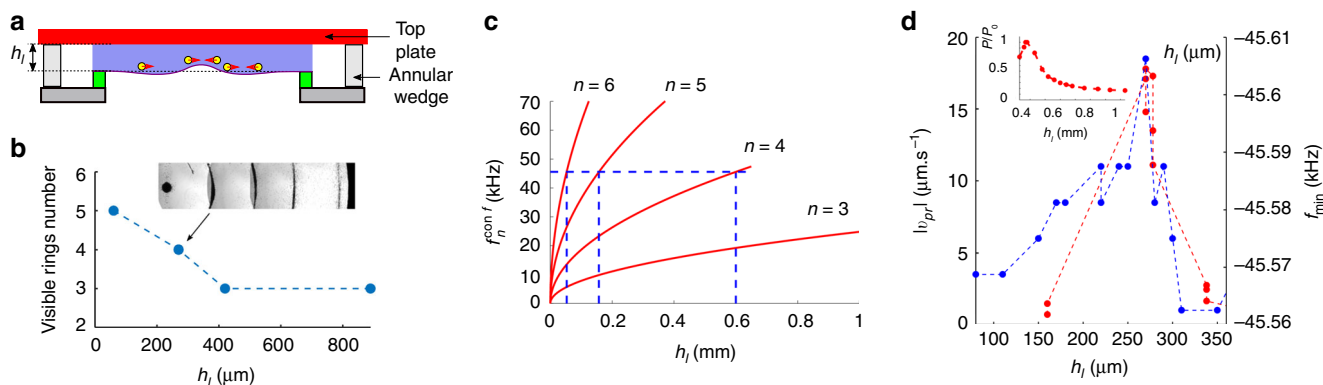 a
h_l
Top
plate
Annular
wedge
b
Visible rings number
6
5
4
3
2
0
200
400
600
800
h_l (μm)
c
f_n^{con f} (kHz)
70
60
50
40
30
20
10
0
n = 6
n = 5
n = 4
n = 3
0
0.2
0.4
0.6
0.8
1
h_l (mm)
d
|v_pr| (μm.s⁻¹)
20
15
10
5
0
P/P_0
1
0.5
0
0.4
0.6
0.8
1
h_l (mm)
h_l (μm)
−45.61
−45.6
−45.59
−45.58
−45.57
−45.56
f_min (kHz)
100
150
200
250
300
350
h_l (μm)